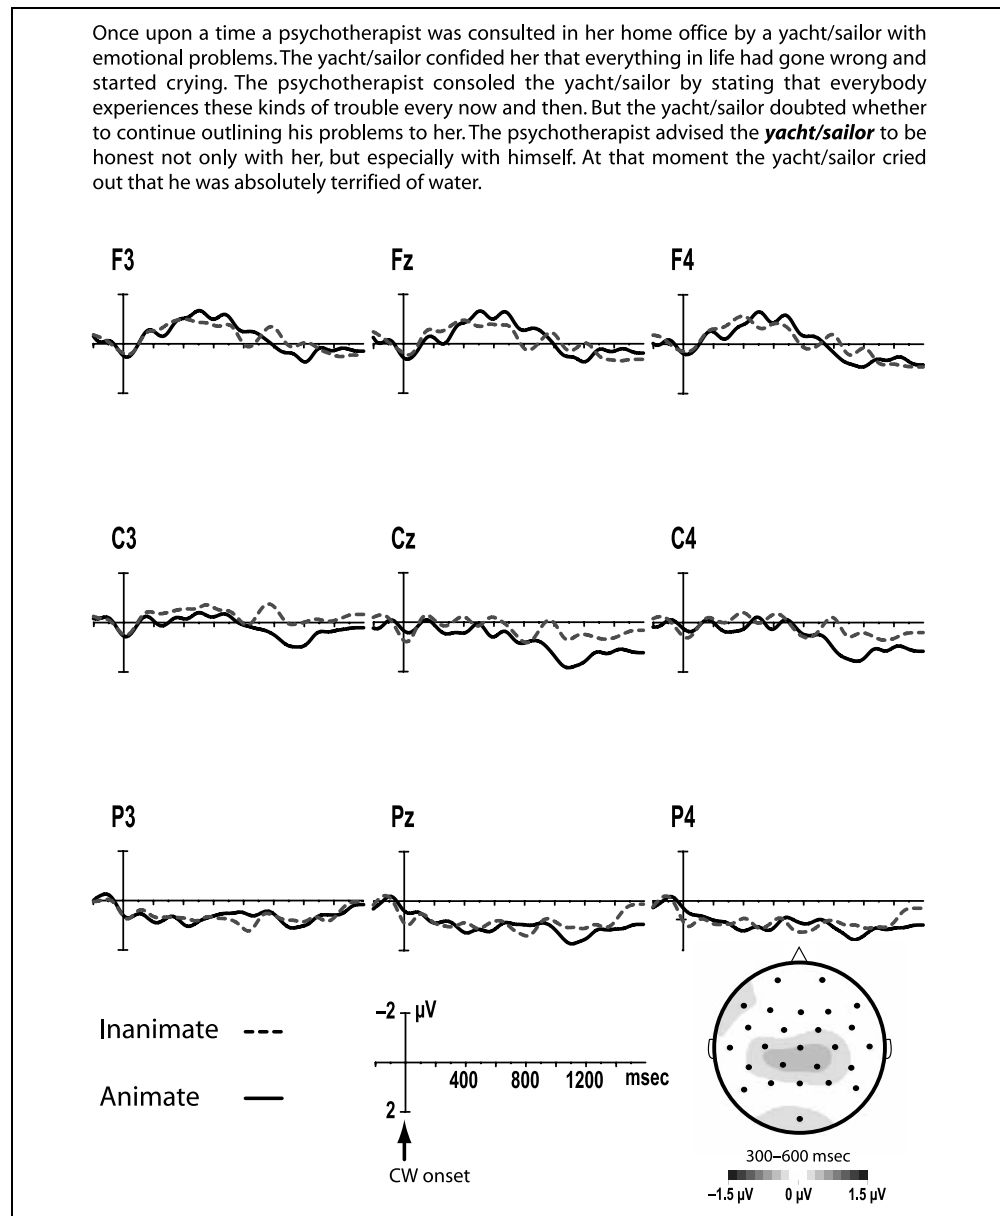 Once upon a time a psychotherapist was consulted in her home office by a yacht/sailor with
emotional problems. The yacht/sailor confided her that everything in life had gone wrong and
started crying. The psychotherapist consoled the yacht/sailor by stating that everybody
experiences these kinds of trouble every now and then. But the yacht/sailor doubted whether
to continue outlining his problems to her. The psychotherapist advised the yacht/sailor to be
honest not only with her, but especially with himself. At that moment the yacht/sailor cried
out that he was absolutely terrified of water.
F3 Fz F4
C3 Cz C4
P3 Pz P4
Inanimate
Animate
–2 µV
400 800 1200 msec
2
CW onset
300–600 msec
–1.5 µV 0 µV 1.5 µV